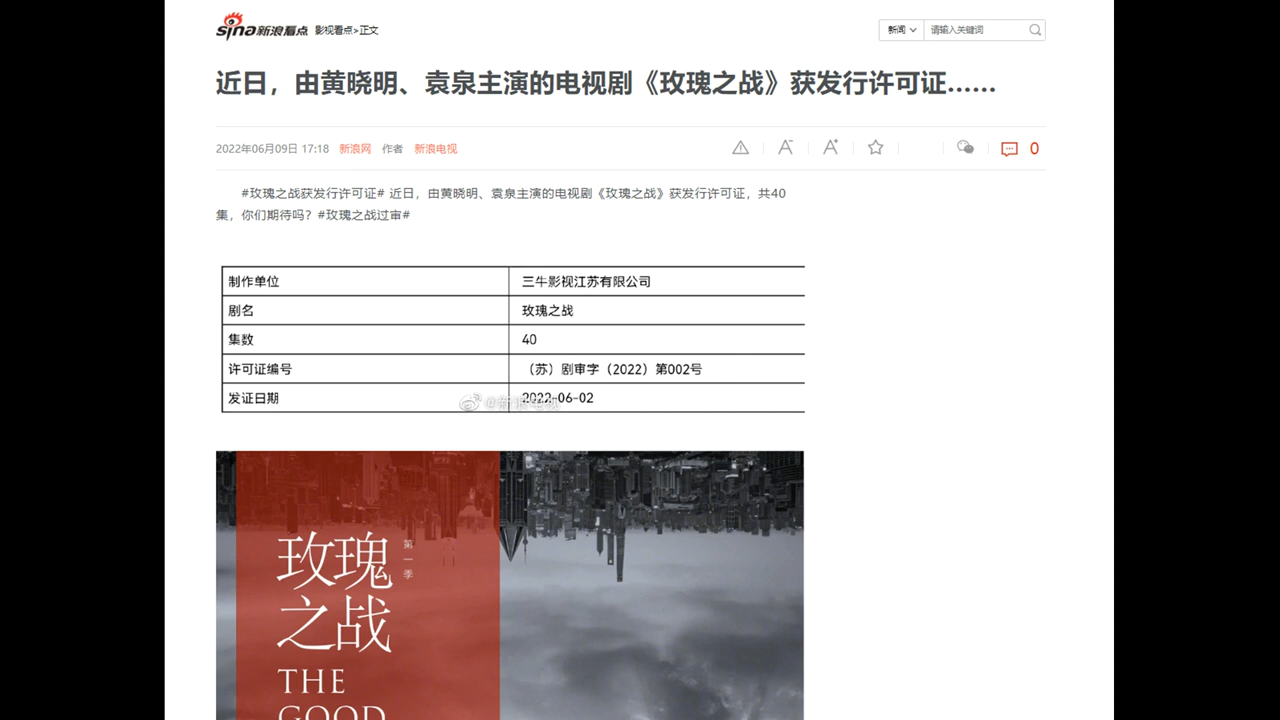 sina新浪看点 影视看点>正文
新闻 请输入关键词
近日，由黄晓明、袁泉主演的电视剧《玫瑰之战》获发行许可证......
2022年06月09日 17:18 新浪网 作者 新浪电视
A- A+ 0
#玫瑰之战获发行许可证# 近日，由黄晓明、袁泉主演的电视剧《玫瑰之战》获发行许可证，共40
集，你们期待吗？#玫瑰之战过审#
制作单位 三牛影视江苏有限公司
剧名 玫瑰之战
集数 40
许可证编号 （苏）剧审字（2022）第002号
发证日期 2022-06-02
@新浪电视
玫瑰
之战
第一季
THE
GOOD